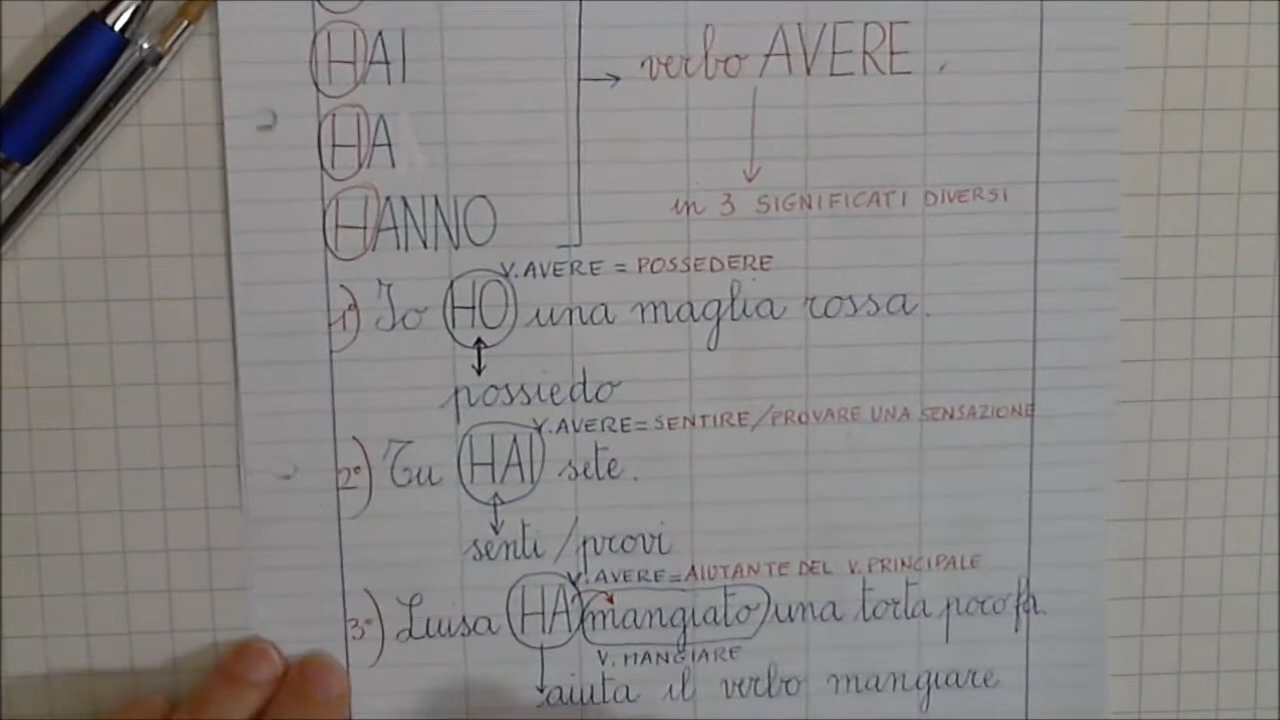 HAI
verbo AVERE.
HA
HANNO
in 3 SIGNIFICATI DIVERSI
V. AVERE = POSSEDERE
1°) Io HO una maglia rossa.
possiedo
V. AVERE = SENTIRE/PROVARE UNA SENSAZIONE
2°) Tu HAI sete.
senti/provi
V. AVERE = AIUTANTE DEL V. PRINCIPALE
3°) Luisa HA mangiato una torta poco fa.
V. MANGIARE
aiuta il verbo mangiare